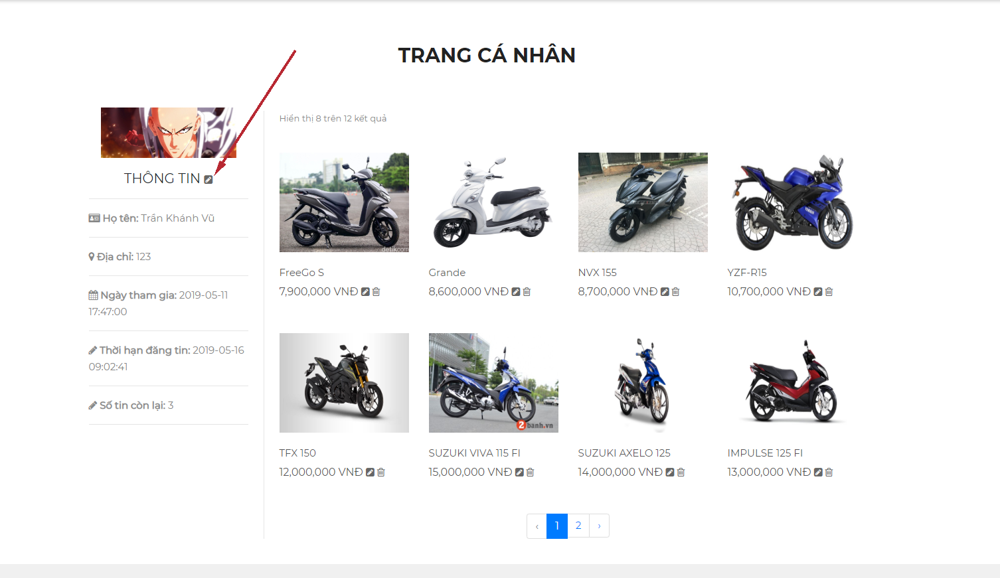 TRANG CÁ NHÂN
THÔNG TIN
Họ tên: Trần Khánh Vũ
Địa chỉ: 123
Ngày tham gia: 2019-05-11
17:47:00
Thời hạn đăng tin: 2019-05-16
09:02:41
Số tin còn lại: 3
Hiển thị 8 trên 12 kết quả
detikcom
YAMAHA
FreeGo S
Grande
NVX 155
YZF-R15
7,900,000 VNĐ
8,600,000 VNĐ
8,700,000 VNĐ
10,700,000 VNĐ
2banh.vn
TFX 150
SUZUKI VIVA 115 FI
SUZUKI AXELO 125
IMPULSE 125 FI
12,000,000 VNĐ
15,000,000 VNĐ
14,000,000 VNĐ
13,000,000 VNĐ
‹ 1 2 ›